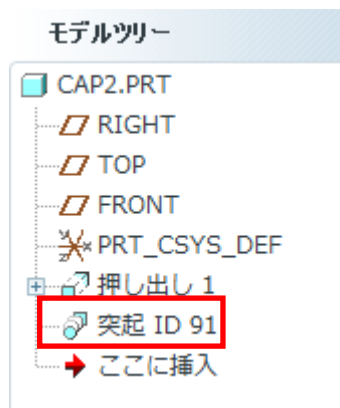 モデルツリー
CAP2.PRT
RIGHT
TOP
FRONT
PRT_CSYS_DEF
押し出し 1
突起 ID 91
ここに挿入